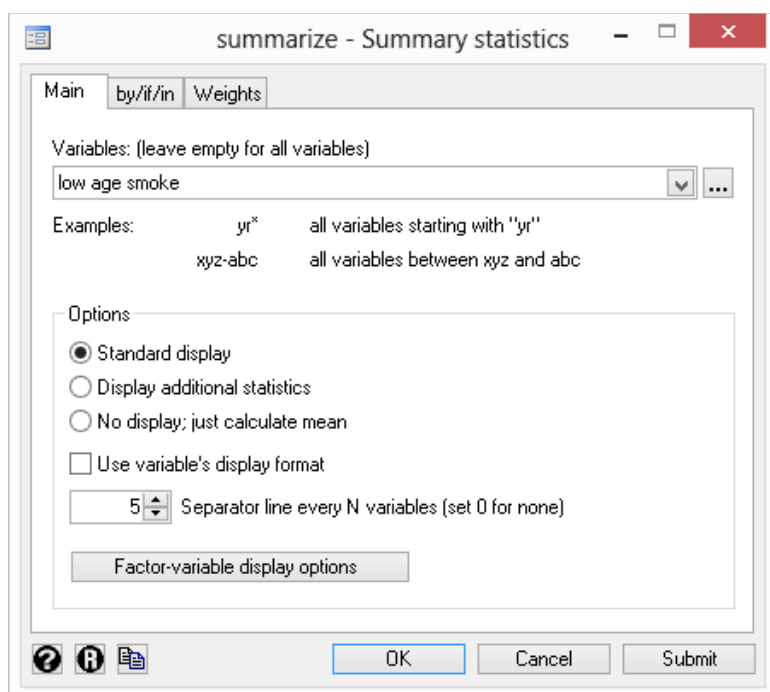 summarize - Summary statistics
Main by/if/in Weights
Variables: (leave empty for all variables)
low age smoke ...
Examples: yr* all variables starting with "yr"
xyz-abc all variables between xyz and abc
Options
Standard display
Display additional statistics
No display; just calculate mean
Use variable's display format
5 Separator line every N variables (set 0 for none)
Factor-variable display options
? R OK Cancel Submit